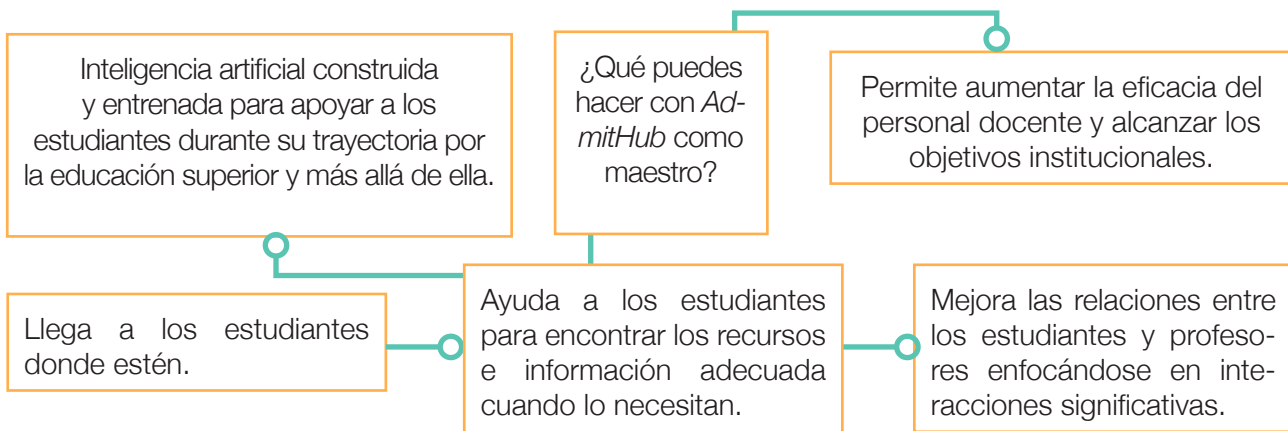 Inteligencia artificial construida
y entrenada para apoyar a los
estudiantes durante su trayectoria por
la educación superior y más allá de ella.
¿Qué puedes
hacer con Ad-
mitHub como
maestro?
Permite aumentar la eficacia del
personal docente y alcanzar los
objetivos institucionales.
Llega a los estudiantes
donde estén.
Ayuda a los estudiantes
para encontrar los recursos
e información adecuada
cuando lo necesitan.
Mejora las relaciones entre
los estudiantes y profeso-
res enfocándose en inte-
racciones significativas.